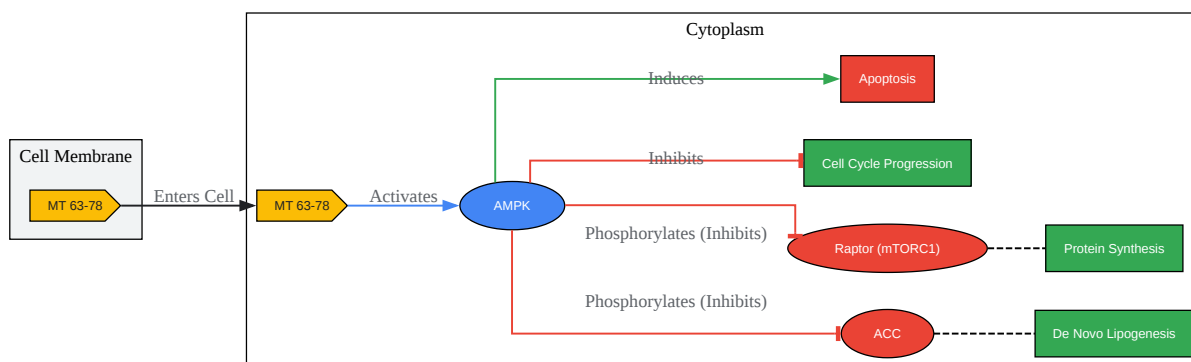 Cytoplasm
Induces
Apoptosis
Cell Membrane
Inhibits
Cell Cycle Progression
MT 63-78
Enters Cell
MT 63-78
Activates
AMPK
Phosphorylates (Inhibits)
Raptor (mTORC1)
Protein Synthesis
Phosphorylates (Inhibits)
ACC
De Novo Lipogenesis